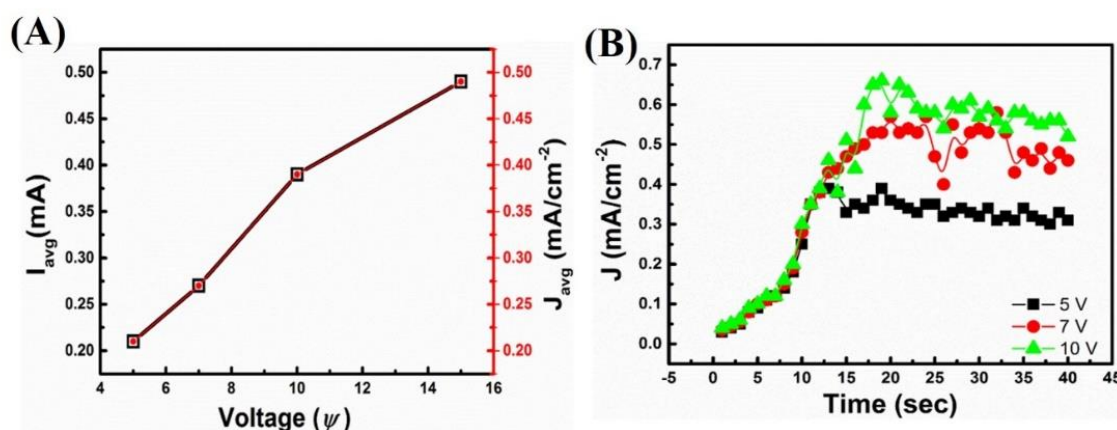 (A)
0.50
0.45
0.40
0.35
0.30
0.25
0.20
I_avg (mA)
4 6 8 10 12 14 16
Voltage (ψ)
0.50
0.45
0.40
0.35
0.30
0.25
0.20
J_avg (mA/cm⁻²)
(B)
0.7
0.6
0.5
0.4
0.3
0.2
0.1
0.0
J (mA/cm⁻²)
5 V
7 V
10 V
-5 0 5 10 15 20 25 30 35 40 45
Time (sec)